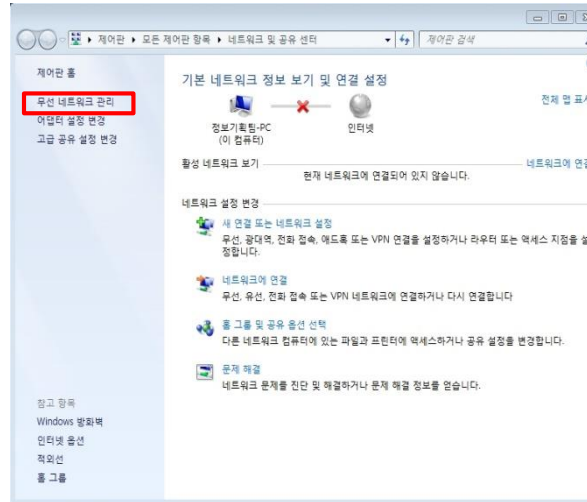 제어판 ▸ 모든 제어판 항목 ▸ 네트워크 및 공유 센터
제어판 검색
제어판 홈
무선 네트워크 관리
어댑터 설정 변경
고급 공유 설정 변경
기본 네트워크 정보 보기 및 연결 설정
전체 맵 표시
정보기획팀-PC
(이 컴퓨터)
인터넷
활성 네트워크 보기
네트워크에 연결
현재 네트워크에 연결되어 있지 않습니다.
네트워크 설정 변경
새 연결 또는 네트워크 설정
무선, 광대역, 전화 접속, 애드혹 또는 VPN 연결을 설정하거나 라우터 또는 액세스 지점을 설
정합니다.
네트워크에 연결
무선, 유선, 전화 접속 또는 VPN 네트워크에 연결하거나 다시 연결합니다
홈 그룹 및 공유 옵션 선택
다른 네트워크 컴퓨터에 있는 파일과 프린터에 액세스하거나 공유 설정을 변경합니다.
문제 해결
네트워크 문제를 진단 및 해결하거나 문제 해결 정보를 얻습니다.
참고 항목
Windows 방화벽
인터넷 옵션
적외선
홈 그룹